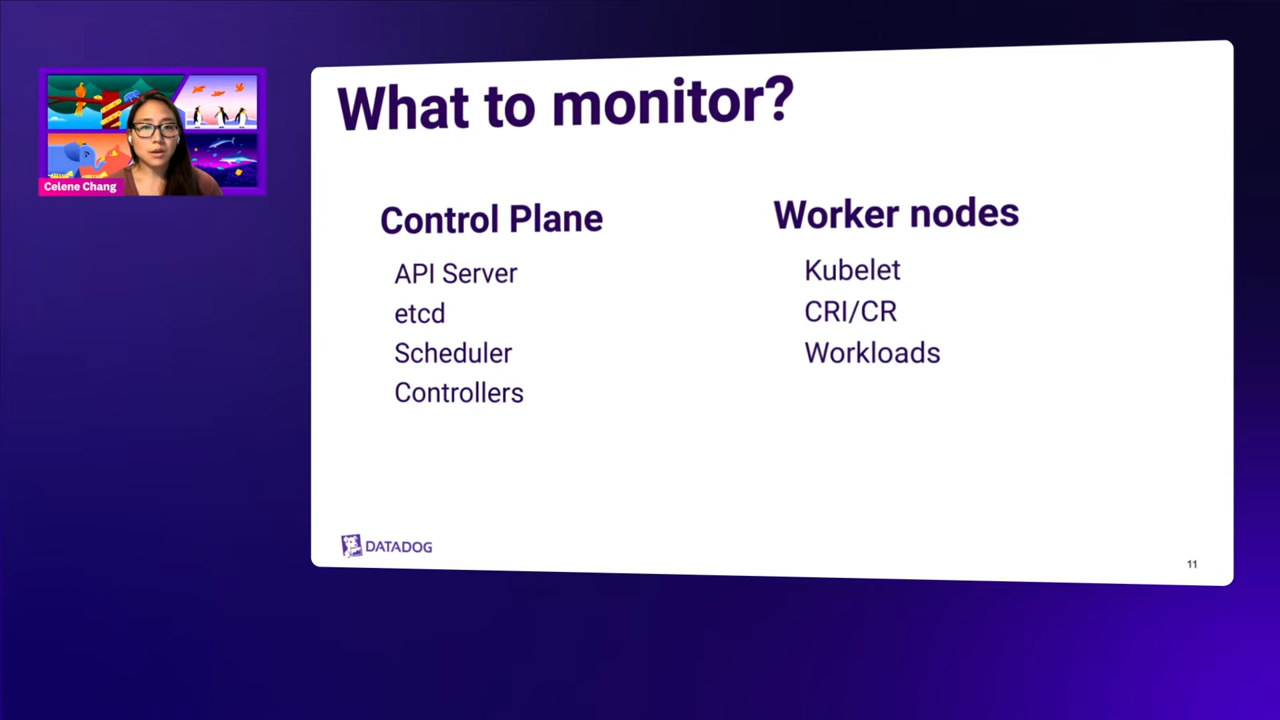 Celene Chang
What to monitor?
Control Plane
API Server
etcd
Scheduler
Controllers
Worker nodes
Kubelet
CRI/CR
Workloads
DATADOG
11